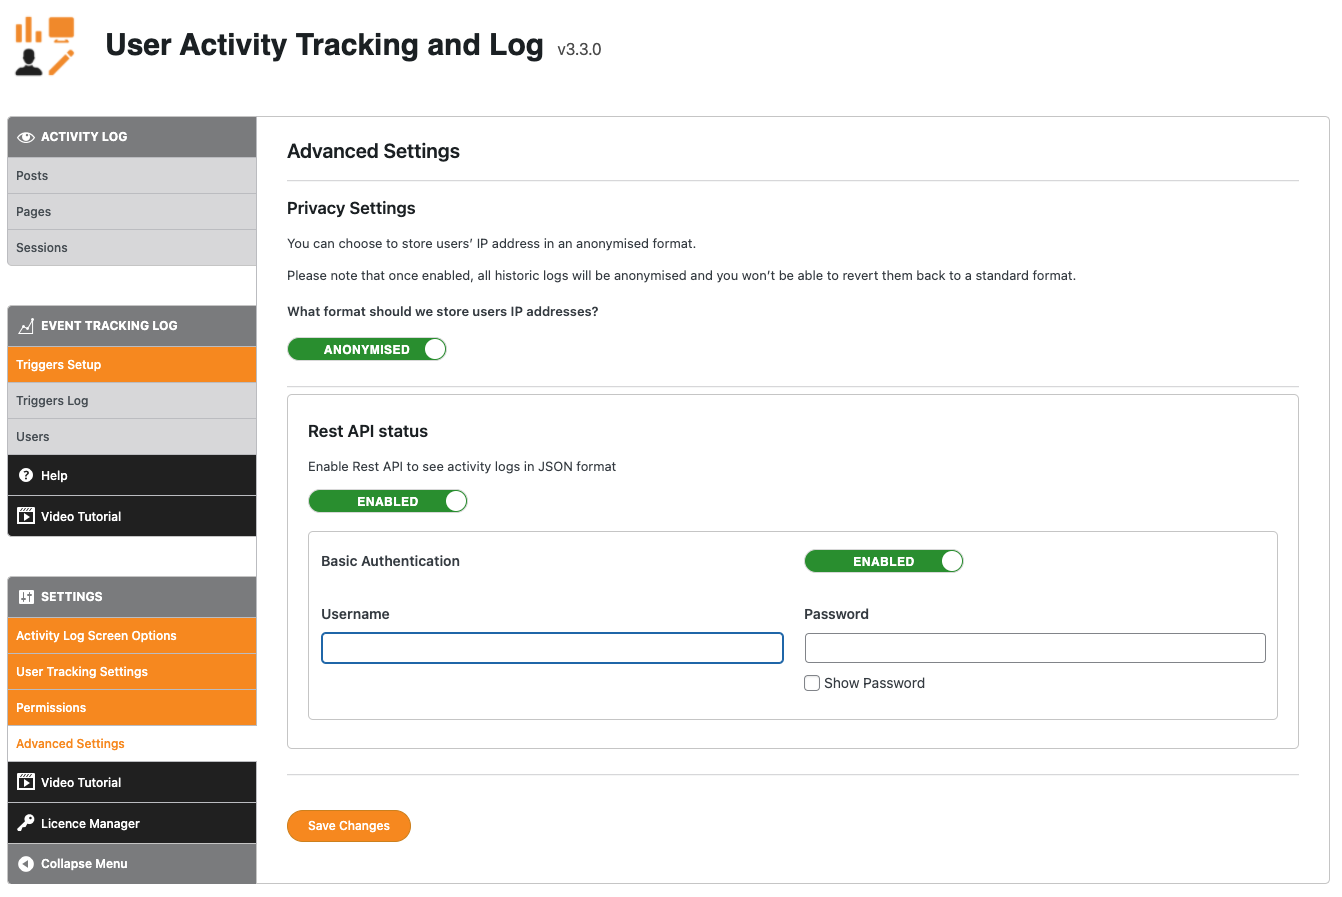 User Activity Tracking and Log v3.3.0
ACTIVITY LOG
Posts
Pages
Sessions
EVENT TRACKING LOG
Triggers Setup
Triggers Log
Users
Help
Video Tutorial
SETTINGS
Activity Log Screen Options
User Tracking Settings
Permissions
Advanced Settings
Video Tutorial
Licence Manager
Collapse Menu
Advanced Settings
Privacy Settings
You can choose to store users’ IP address in an anonymised format.
Please note that once enabled, all historic logs will be anonymised and you won’t be able to revert them back to a standard format.
What format should we store users IP addresses?
ANONYMISED
Rest API status
Enable Rest API to see activity logs in JSON format
ENABLED
Basic Authentication
ENABLED
Username
Password
Show Password
Save Changes